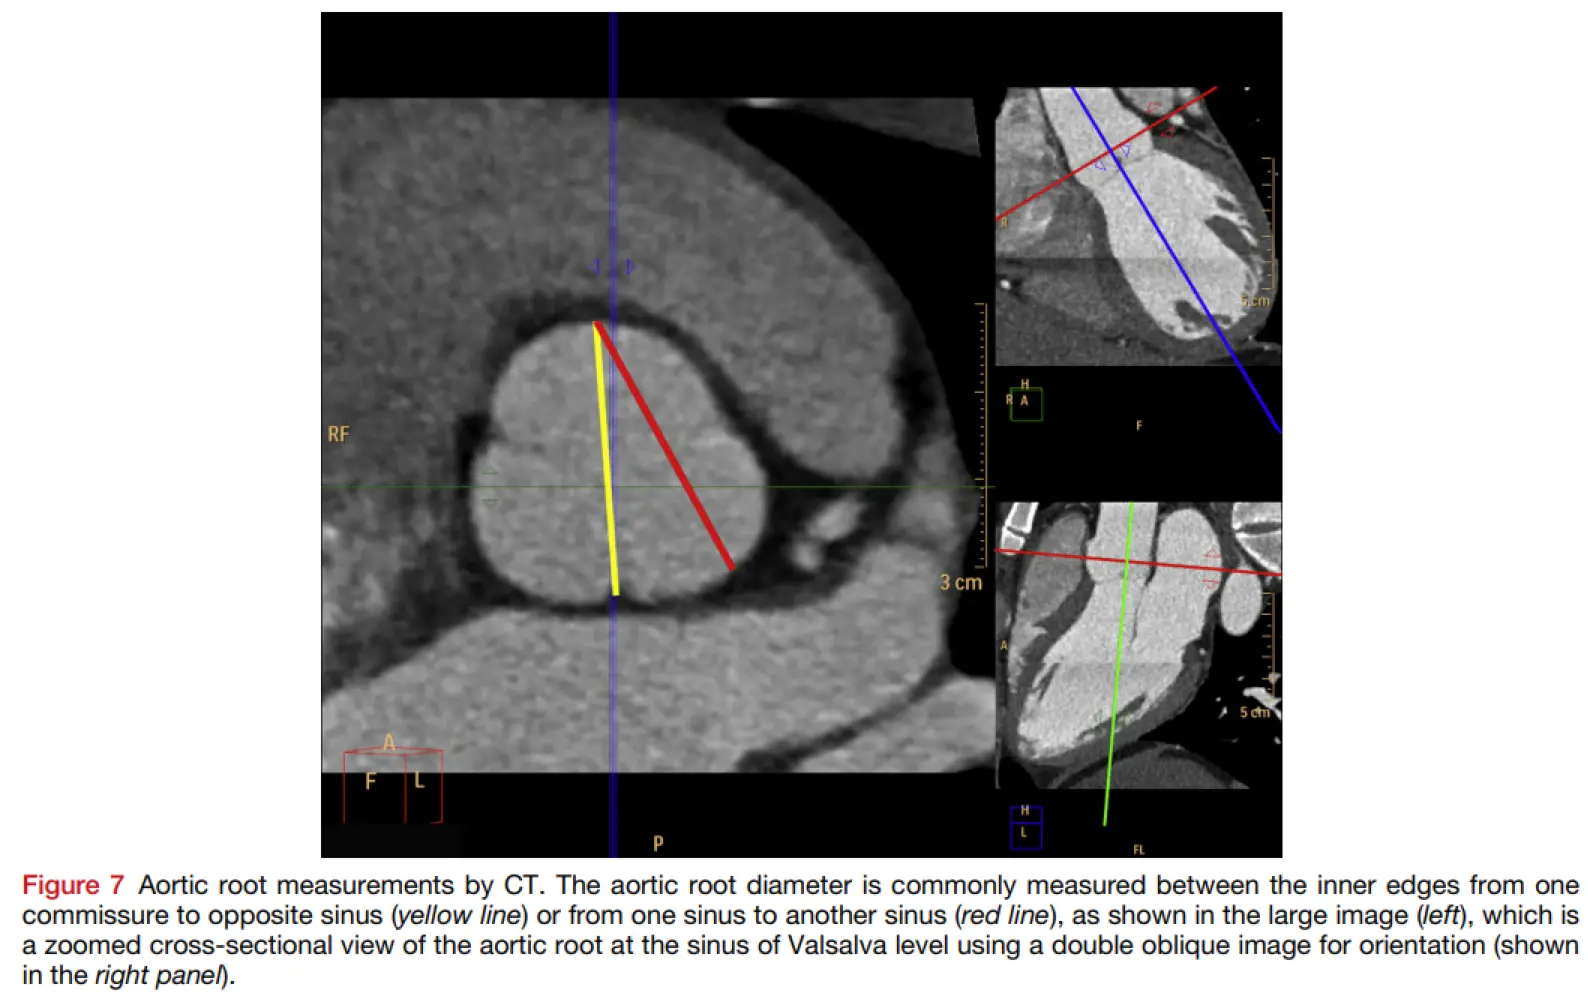 RF
3 cm
A
F L
P
R
5 cm
H
R A
F
A
5 cm
H
L
FL
Figure 7 Aortic root measurements by CT. The aortic root diameter is commonly measured between the inner edges from one
commissure to opposite sinus (yellow line) or from one sinus to another sinus (red line), as shown in the large image (left), which is
a zoomed cross-sectional view of the aortic root at the sinus of Valsalva level using a double oblique image for orientation (shown
in the right panel).